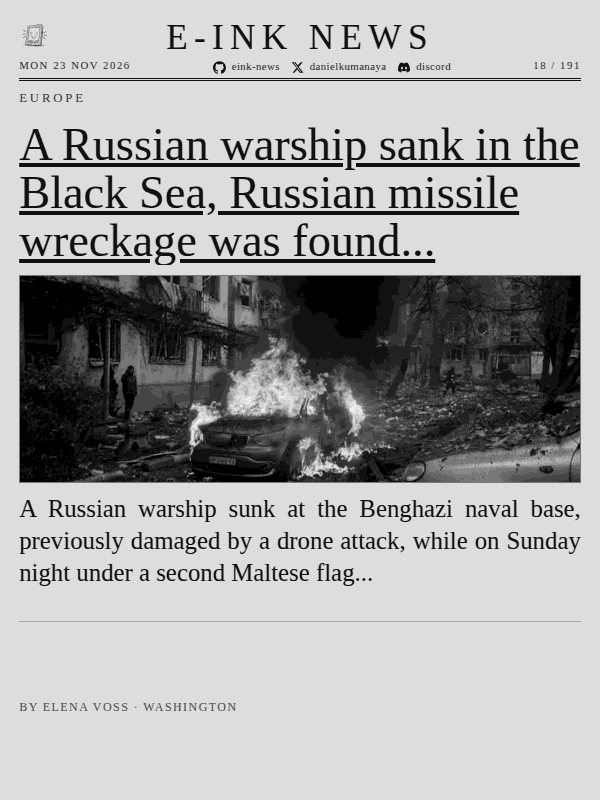 E-INK NEWS
MON 23 NOV 2026
eink-news danielkumanaya discord
18 / 191
EUROPE
A Russian warship sank in the
Black Sea, Russian missile
wreckage was found...
A Russian warship sunk at the Benghazi naval base,
previously damaged by a drone attack, while on Sunday
night under a second Maltese flag...
BY ELENA VOSS · WASHINGTON